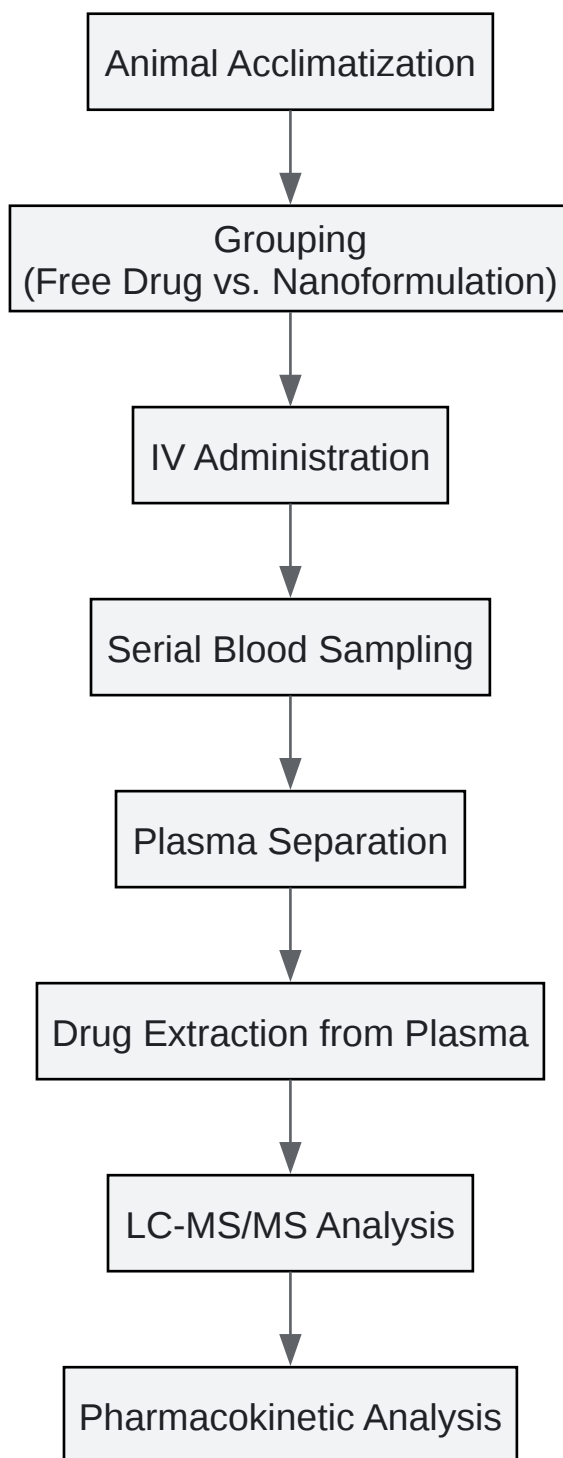 Animal Acclimatization
Grouping
(Free Drug vs. Nanoformulation)
IV Administration
Serial Blood Sampling
Plasma Separation
Drug Extraction from Plasma
LC-MS/MS Analysis
Pharmacokinetic Analysis